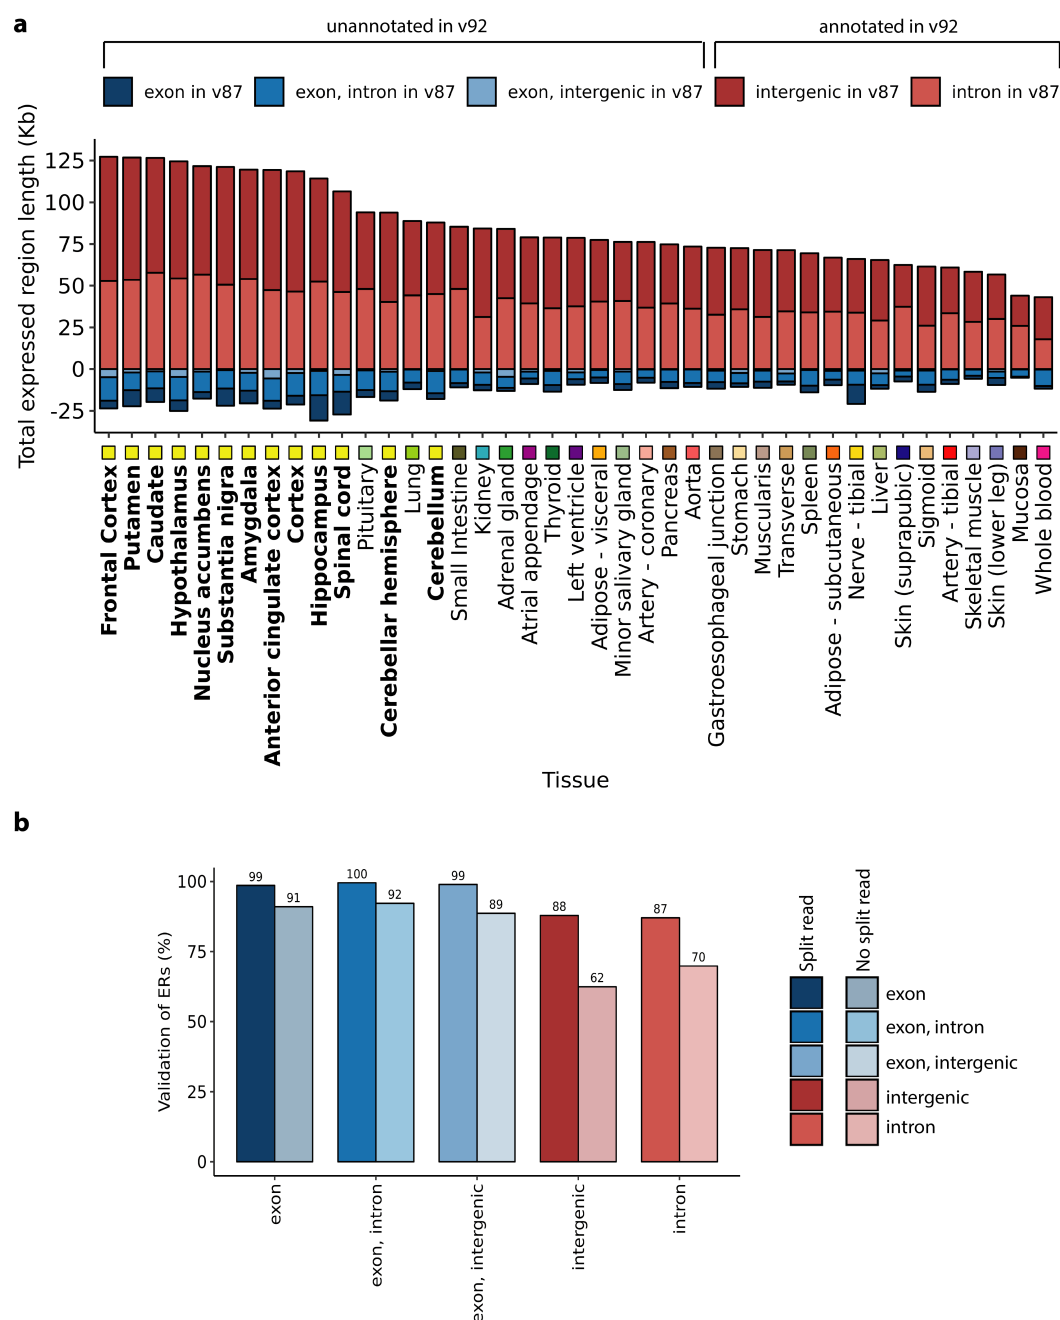 a
unannotated in v92
annotated in v92
exon in v87
exon, intron in v87
exon, intergenic in v87
intergenic in v87
intron in v87
Total expressed region length (Kb)
125
100
75
50
25
0
-25
Frontal Cortex
Putamen
Caudate
Hypothalamus
Nucleus accumbens
Substantia nigra
Amygdala
Anterior cingulate cortex
Cortex
Hippocampus
Spinal cord
Pituitary
Cerebellar hemisphere
Lung
Cerebellum
Small Intestine
Kidney
Adrenal gland
Atrial appendage
Thyroid
Left ventricle
Adipose - visceral
Minor salivary gland
Artery - coronary
Pancreas
Aorta
Gastroesophageal junction
Stomach
Muscularis
Transverse
Spleen
Adipose - subcutaneous
Nerve - tibial
Liver
Skin (suprapubic)
Sigmoid
Artery - tibial
Skeletal muscle
Skin (lower leg)
Mucosa
Whole blood
Tissue
b
Validation of ERs (%)
100
75
50
25
0
99
91
100
92
99
89
88
62
87
70
exon
exon, intron
exon, intergenic
intergenic
intron
Split read
No split read
exon
exon, intron
exon, intergenic
intergenic
intron